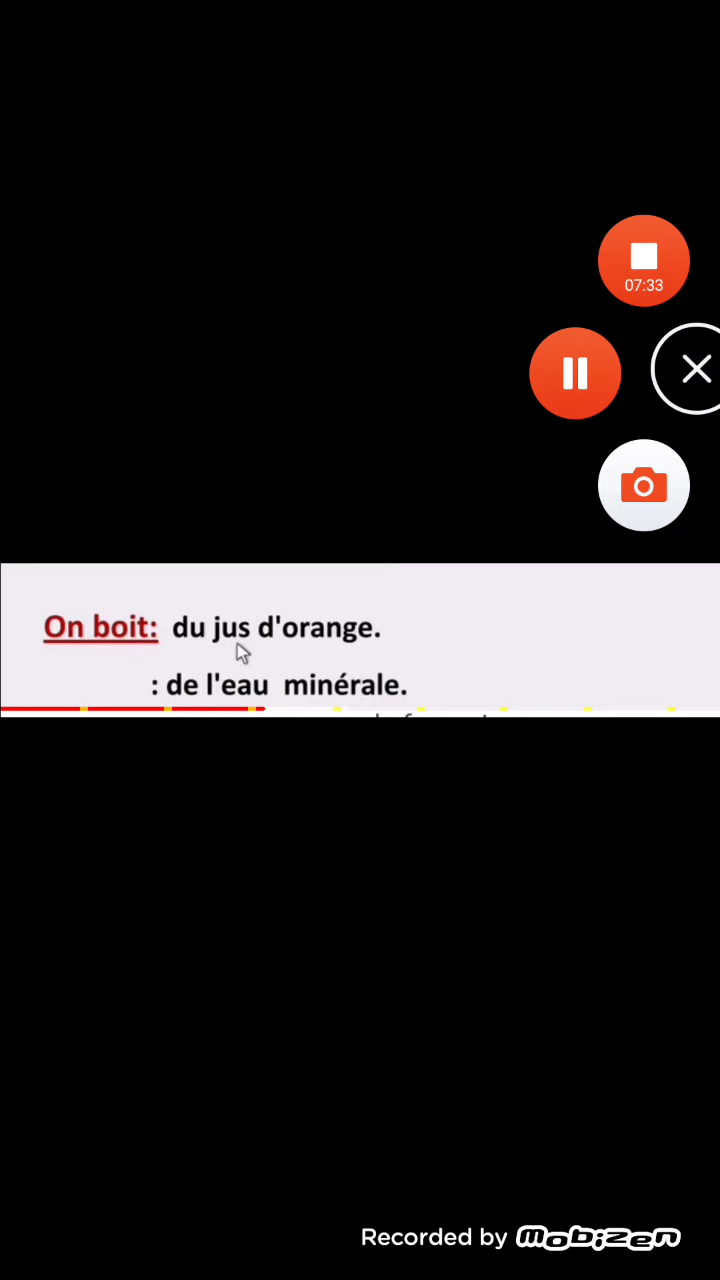 07:33
On boit: du jus d'orange.
: de l'eau minérale.
Recorded by mobizen